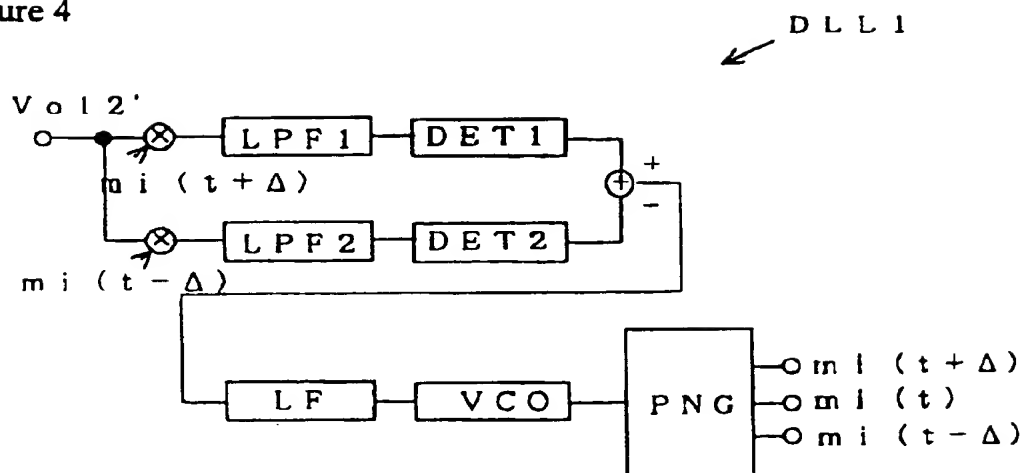 ure 4
DLL1
Vol2'
LPF1
DET1
+
mi (t+Δ)
+
−
LPF2
DET2
mi (t−Δ)
LF
VCO
PNG
mi (t+Δ)
mi (t)
mi (t−Δ)